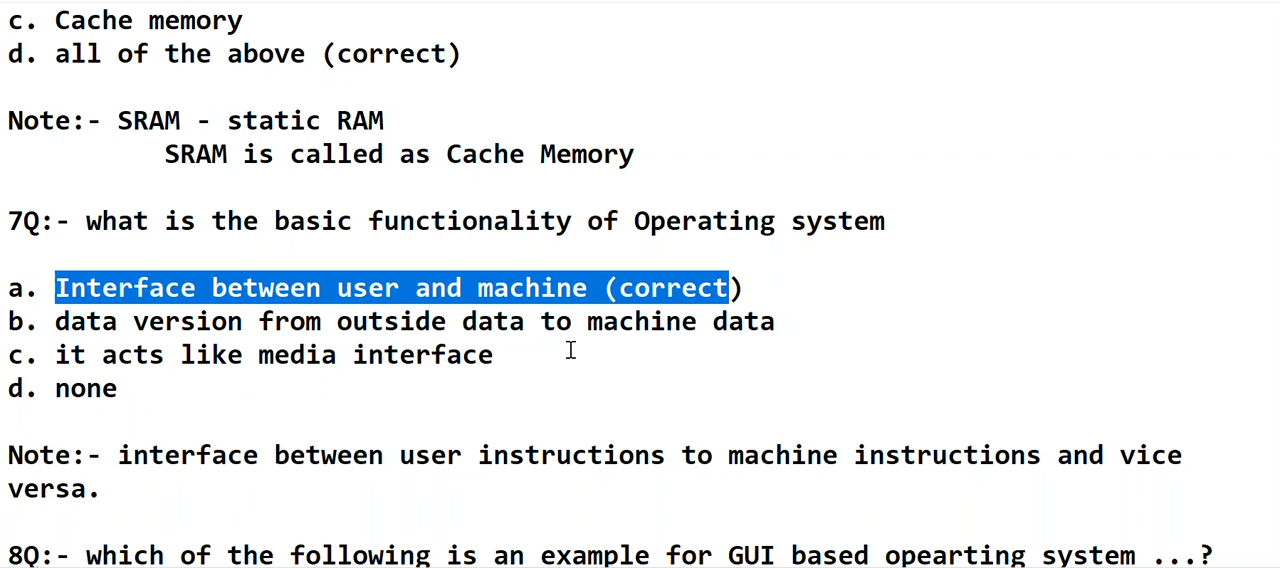 c. Cache memory
d. all of the above (correct)
Note:- SRAM - static RAM
SRAM is called as Cache Memory
7Q:- what is the basic functionality of Operating system
a. Interface between user and machine (correct)
b. data version from outside data to machine data
c. it acts like media interface
d. none
Note:- interface between user instructions to machine instructions and vice
versa.
8Q:- which of the following is an example for GUI based opearting system ...?